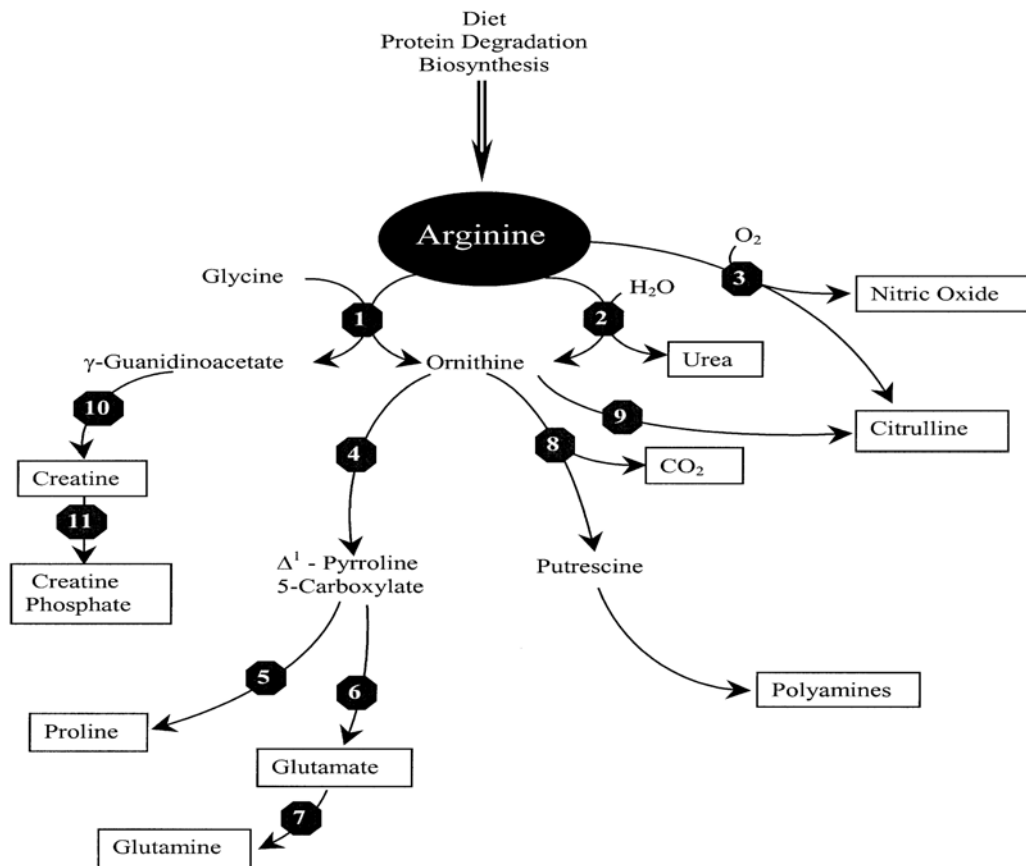 Diet
Protein Degradation
Biosynthesis
Arginine
O₂
3
Glycine
H₂O
Nitric Oxide
1
2
γ-Guanidinoacetate
Ornithine
Urea
10
9
Citrulline
4
8
CO₂
Creatine
11
Δ¹ - Pyrroline
5-Carboxylate
Putrescine
Creatine
Phosphate
5
6
Polyamines
Proline
Glutamate
7
Glutamine